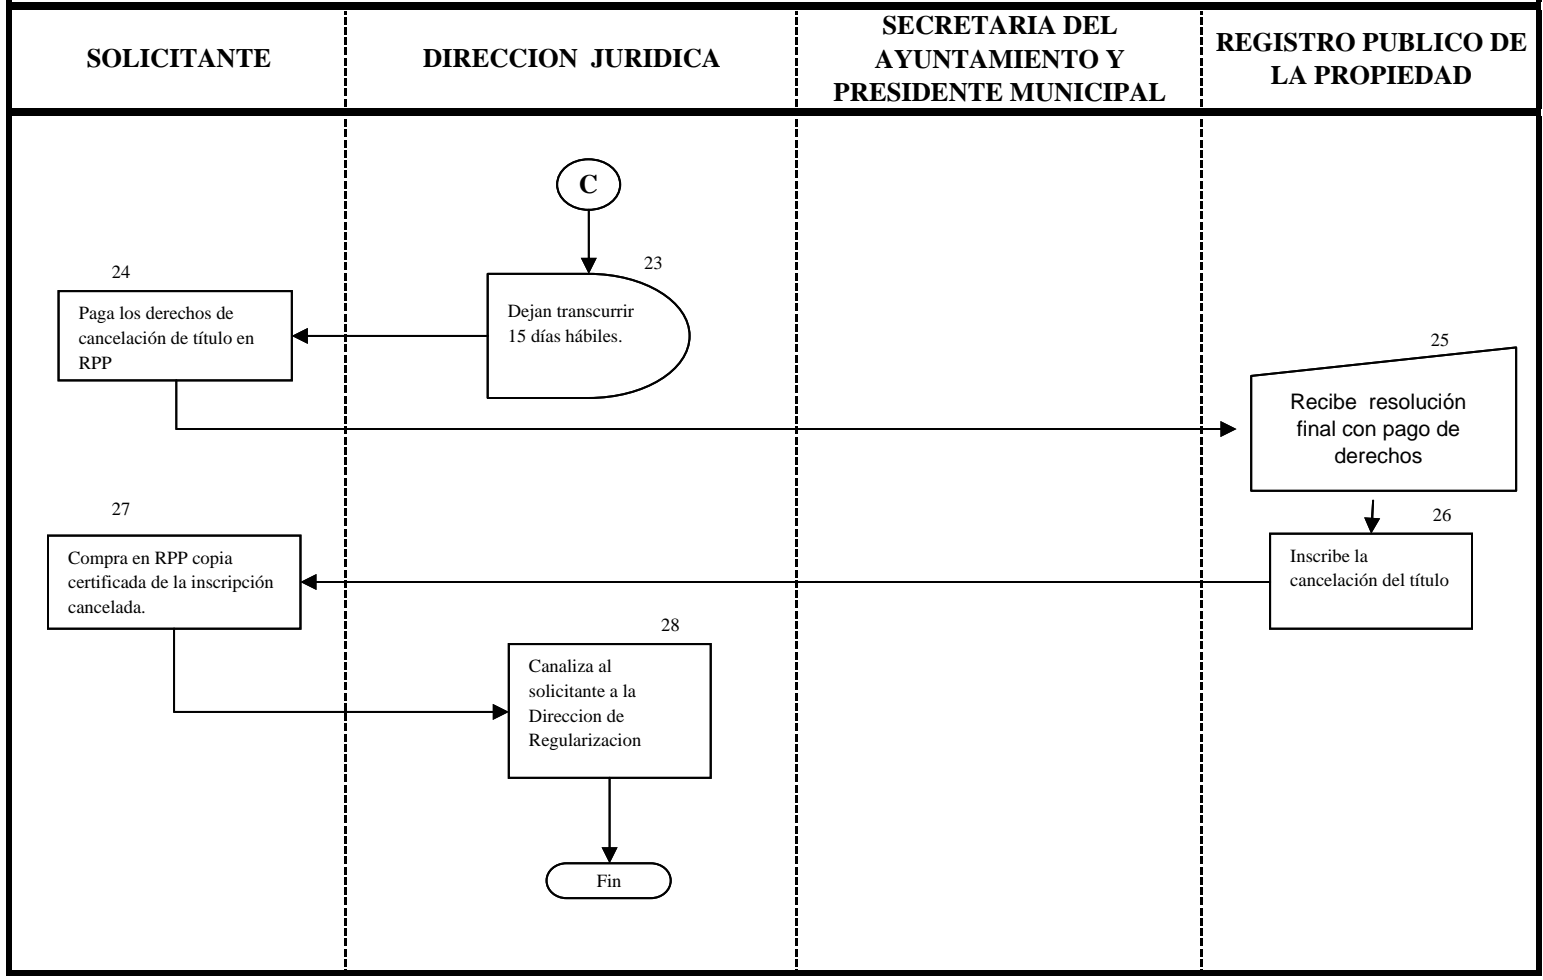 SOLICITANTE
DIRECCION JURIDICA
SECRETARIA DEL
AYUNTAMIENTO Y
PRESIDENTE MUNICIPAL
REGISTRO PUBLICO DE
LA PROPIEDAD
C
23
Dejan transcurrir
15 días hábiles.
24
Paga los derechos de
cancelación de título en
RPP
25
Recibe resolución
final con pago de
derechos
26
Inscribe la
cancelación del título
27
Compra en RPP copia
certificada de la inscripción
cancelada.
28
Canaliza al
solicitante a la
Direccion de
Regularizacion
Fin